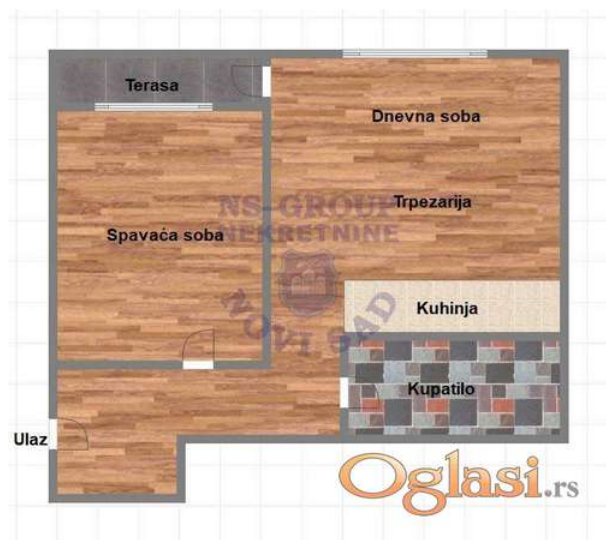 Terasa
Dnevna soba
Trpezarija
NS-GROUP
NEKRETNINE
Spavaća soba
NOVI SAD
Kuhinja
Kupatilo
Ulaz
Oglasi.rs